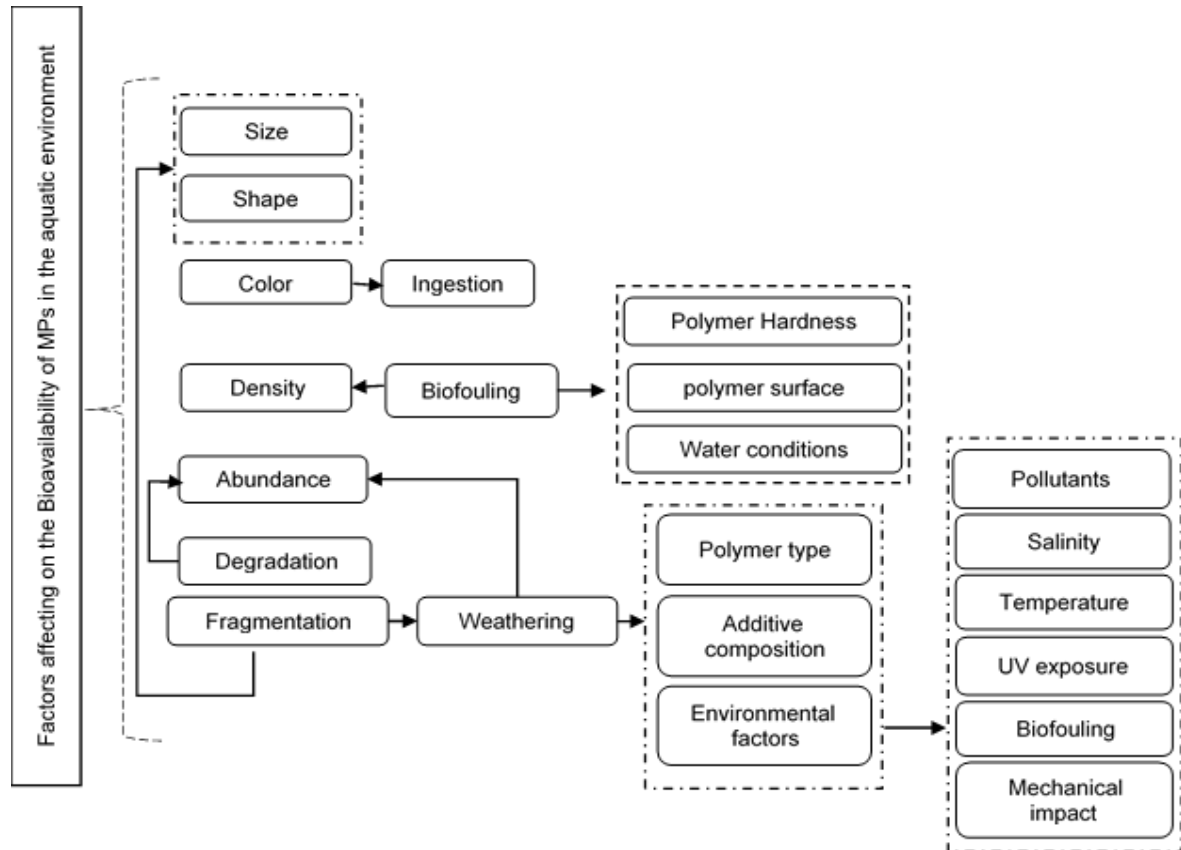 Factors affecting on the Bioavailability of MPs in the aquatic environment
Size
Shape
Color
Ingestion
Density
Biofouling
Polymer Hardness
polymer surface
Water conditions
Abundance
Degradation
Fragmentation
Weathering
Polymer type
Additive
composition
Environmental
factors
Pollutants
Salinity
Temperature
UV exposure
Biofouling
Mechanical
impact